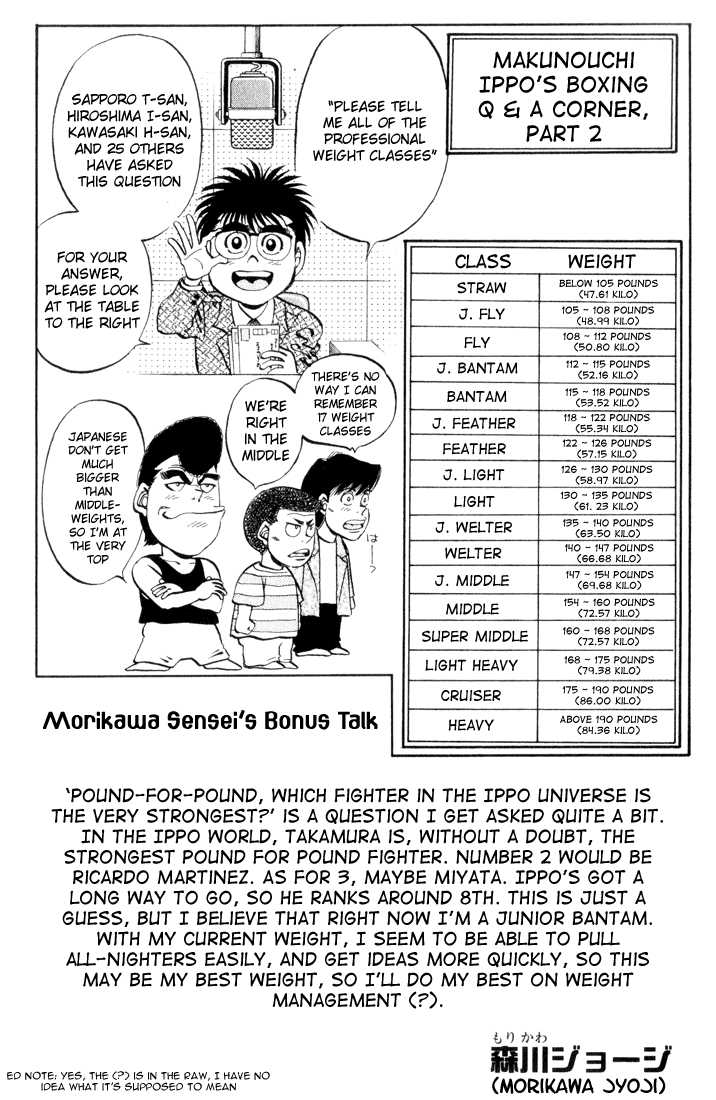 MAKUNOUCHI
IPPO'S BOXING
Q & A CORNER,
PART 2
"PLEASE TELL
ME ALL OF THE
PROFESSIONAL
WEIGHT CLASSES"
SAPPORO T-SAN,
HIROSHIMA I-SAN,
KAWASAKI H-SAN,
AND 25 OTHERS
HAVE ASKED
THIS QUESTION
FOR YOUR
ANSWER,
PLEASE LOOK
AT THE TABLE
TO THE RIGHT
THERE'S NO
WAY I CAN
REMEMBER
17 WEIGHT
CLASSES
WE'RE
RIGHT
IN THE
MIDDLE
JAPANESE
DON'T GET
MUCH
BIGGER
THAN
MIDDLE-
WEIGHTS,
SO I'M AT
THE VERY
TOP
はーっ
CLASS WEIGHT
STRAW BELOW 105 POUNDS
(47.61 KILO)
J. FLY 105 - 108 POUNDS
(48.99 KILO)
FLY 108 - 112 POUNDS
(50.80 KILO)
J. BANTAM 112 - 115 POUNDS
(52.16 KILO)
BANTAM 115 - 118 POUNDS
(53.52 KILO)
J. FEATHER 118 - 122 POUNDS
(55.34 KILO)
FEATHER 122 - 126 POUNDS
(57.15 KILO)
J. LIGHT 126 - 130 POUNDS
(58.97 KILO)
LIGHT 130 - 135 POUNDS
(61. 23 KILO)
J. WELTER 135 - 140 POUNDS
(63.50 KILO)
WELTER 140 - 147 POUNDS
(66.68 KILO)
J. MIDDLE 147 - 154 POUNDS
(69.68 KILO)
MIDDLE 154 - 160 POUNDS
(72.57 KILO)
SUPER MIDDLE 160 - 168 POUNDS
(72.57 KILO)
LIGHT HEAVY 168 - 175 POUNDS
(79.38 KILO)
CRUISER 175 - 190 POUNDS
(86.00 KILO)
HEAVY ABOVE 190 POUNDS
(84.36 KILO)
Morikawa Sensei's Bonus Talk
'POUND-FOR-POUND, WHICH FIGHTER IN THE IPPO UNIVERSE IS
THE VERY STRONGEST?' IS A QUESTION I GET ASKED QUITE A BIT.
IN THE IPPO WORLD, TAKAMURA IS, WITHOUT A DOUBT, THE
STRONGEST POUND FOR POUND FIGHTER. NUMBER 2 WOULD BE
RICARDO MARTINEZ. AS FOR 3, MAYBE MIYATA. IPPO'S GOT A
LONG WAY TO GO, SO HE RANKS AROUND 8TH. THIS IS JUST A
GUESS, BUT I BELIEVE THAT RIGHT NOW I'M A JUNIOR BANTAM.
WITH MY CURRENT WEIGHT, I SEEM TO BE ABLE TO PULL
ALL-NIGHTERS EASILY, AND GET IDEAS MORE QUICKLY, SO THIS
MAY BE MY BEST WEIGHT, SO I'LL DO MY BEST ON WEIGHT
MANAGEMENT (?).
もり かわ
森川ジョージ
(MORIKAWA JYOJI)
ED NOTE: YES, THE (?) IS IN THE RAW, I HAVE NO
IDEA WHAT IT'S SUPPOSED TO MEAN